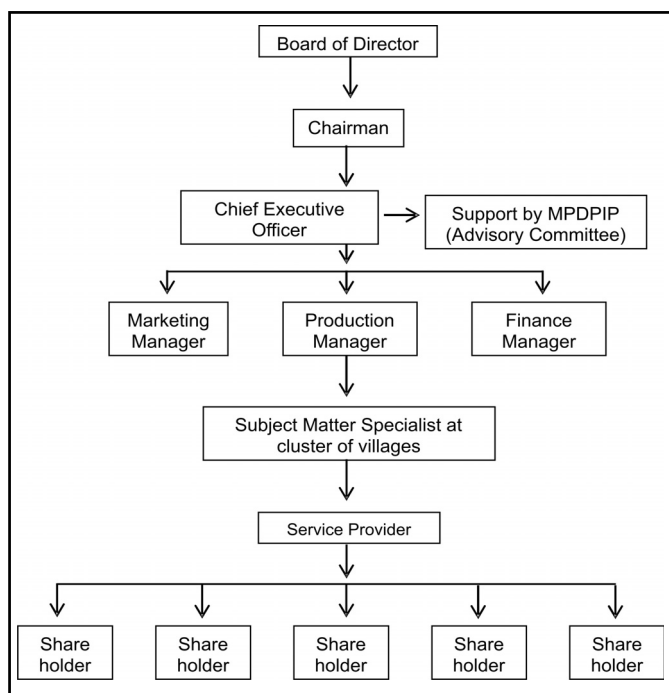 Board of Director
Chairman
Chief Executive
Officer
Support by MPDPIP
(Advisory Committee)
Marketing
Manager
Production
Manager
Finance
Manager
Subject Matter Specialist at
cluster of villages
Service Provider
Share
holder
Share
holder
Share
holder
Share
holder
Share
holder